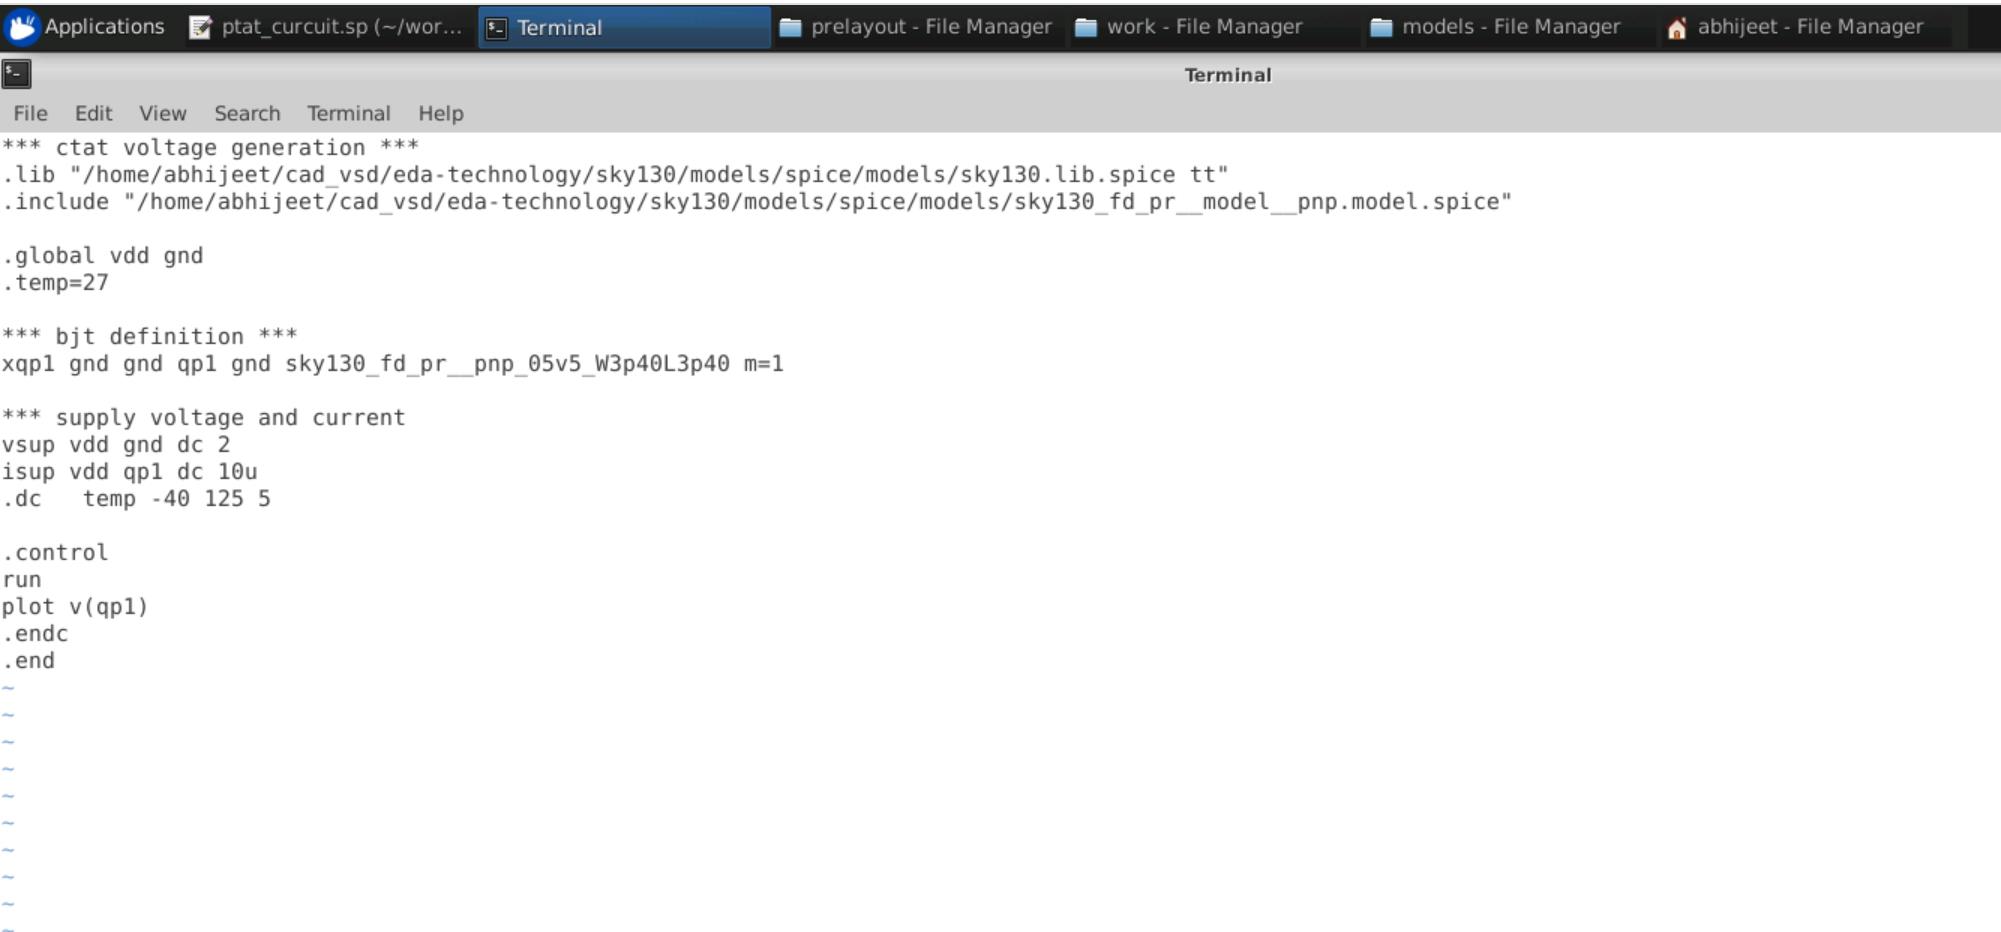 Applications ptat_curcuit.sp (~/wor... Terminal prelayout - File Manager work - File Manager models - File Manager abhijeet - File Manager
Terminal
File Edit View Search Terminal Help
*** ctat voltage generation ***
.lib "/home/abhijeet/cad_vsd/eda-technology/sky130/models/spice/models/sky130.lib.spice tt"
.include "/home/abhijeet/cad_vsd/eda-technology/sky130/models/spice/models/sky130_fd_pr__model__pnp.model.spice"
.global vdd gnd
.temp=27
*** bjt definition ***
xqp1 gnd gnd qp1 gnd sky130_fd_pr__pnp_05v5_W3p40L3p40 m=1
*** supply voltage and current
vsup vdd gnd dc 2
isup vdd qp1 dc 10u
.dc   temp -40 125 5
.control
run
plot v(qp1)
.endc
.end
~
~
~
~
~
~
~
~
~
~